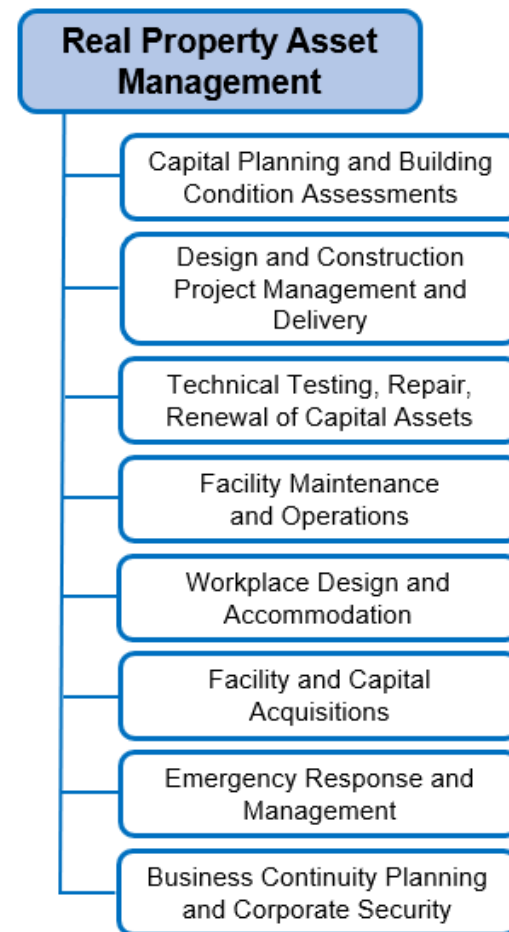 Real Property Asset
Management
Capital Planning and Building
Condition Assessments
Design and Construction
Project Management and
Delivery
Technical Testing, Repair,
Renewal of Capital Assets
Facility Maintenance
and Operations
Workplace Design and
Accommodation
Facility and Capital
Acquisitions
Emergency Response and
Management
Business Continuity Planning
and Corporate Security